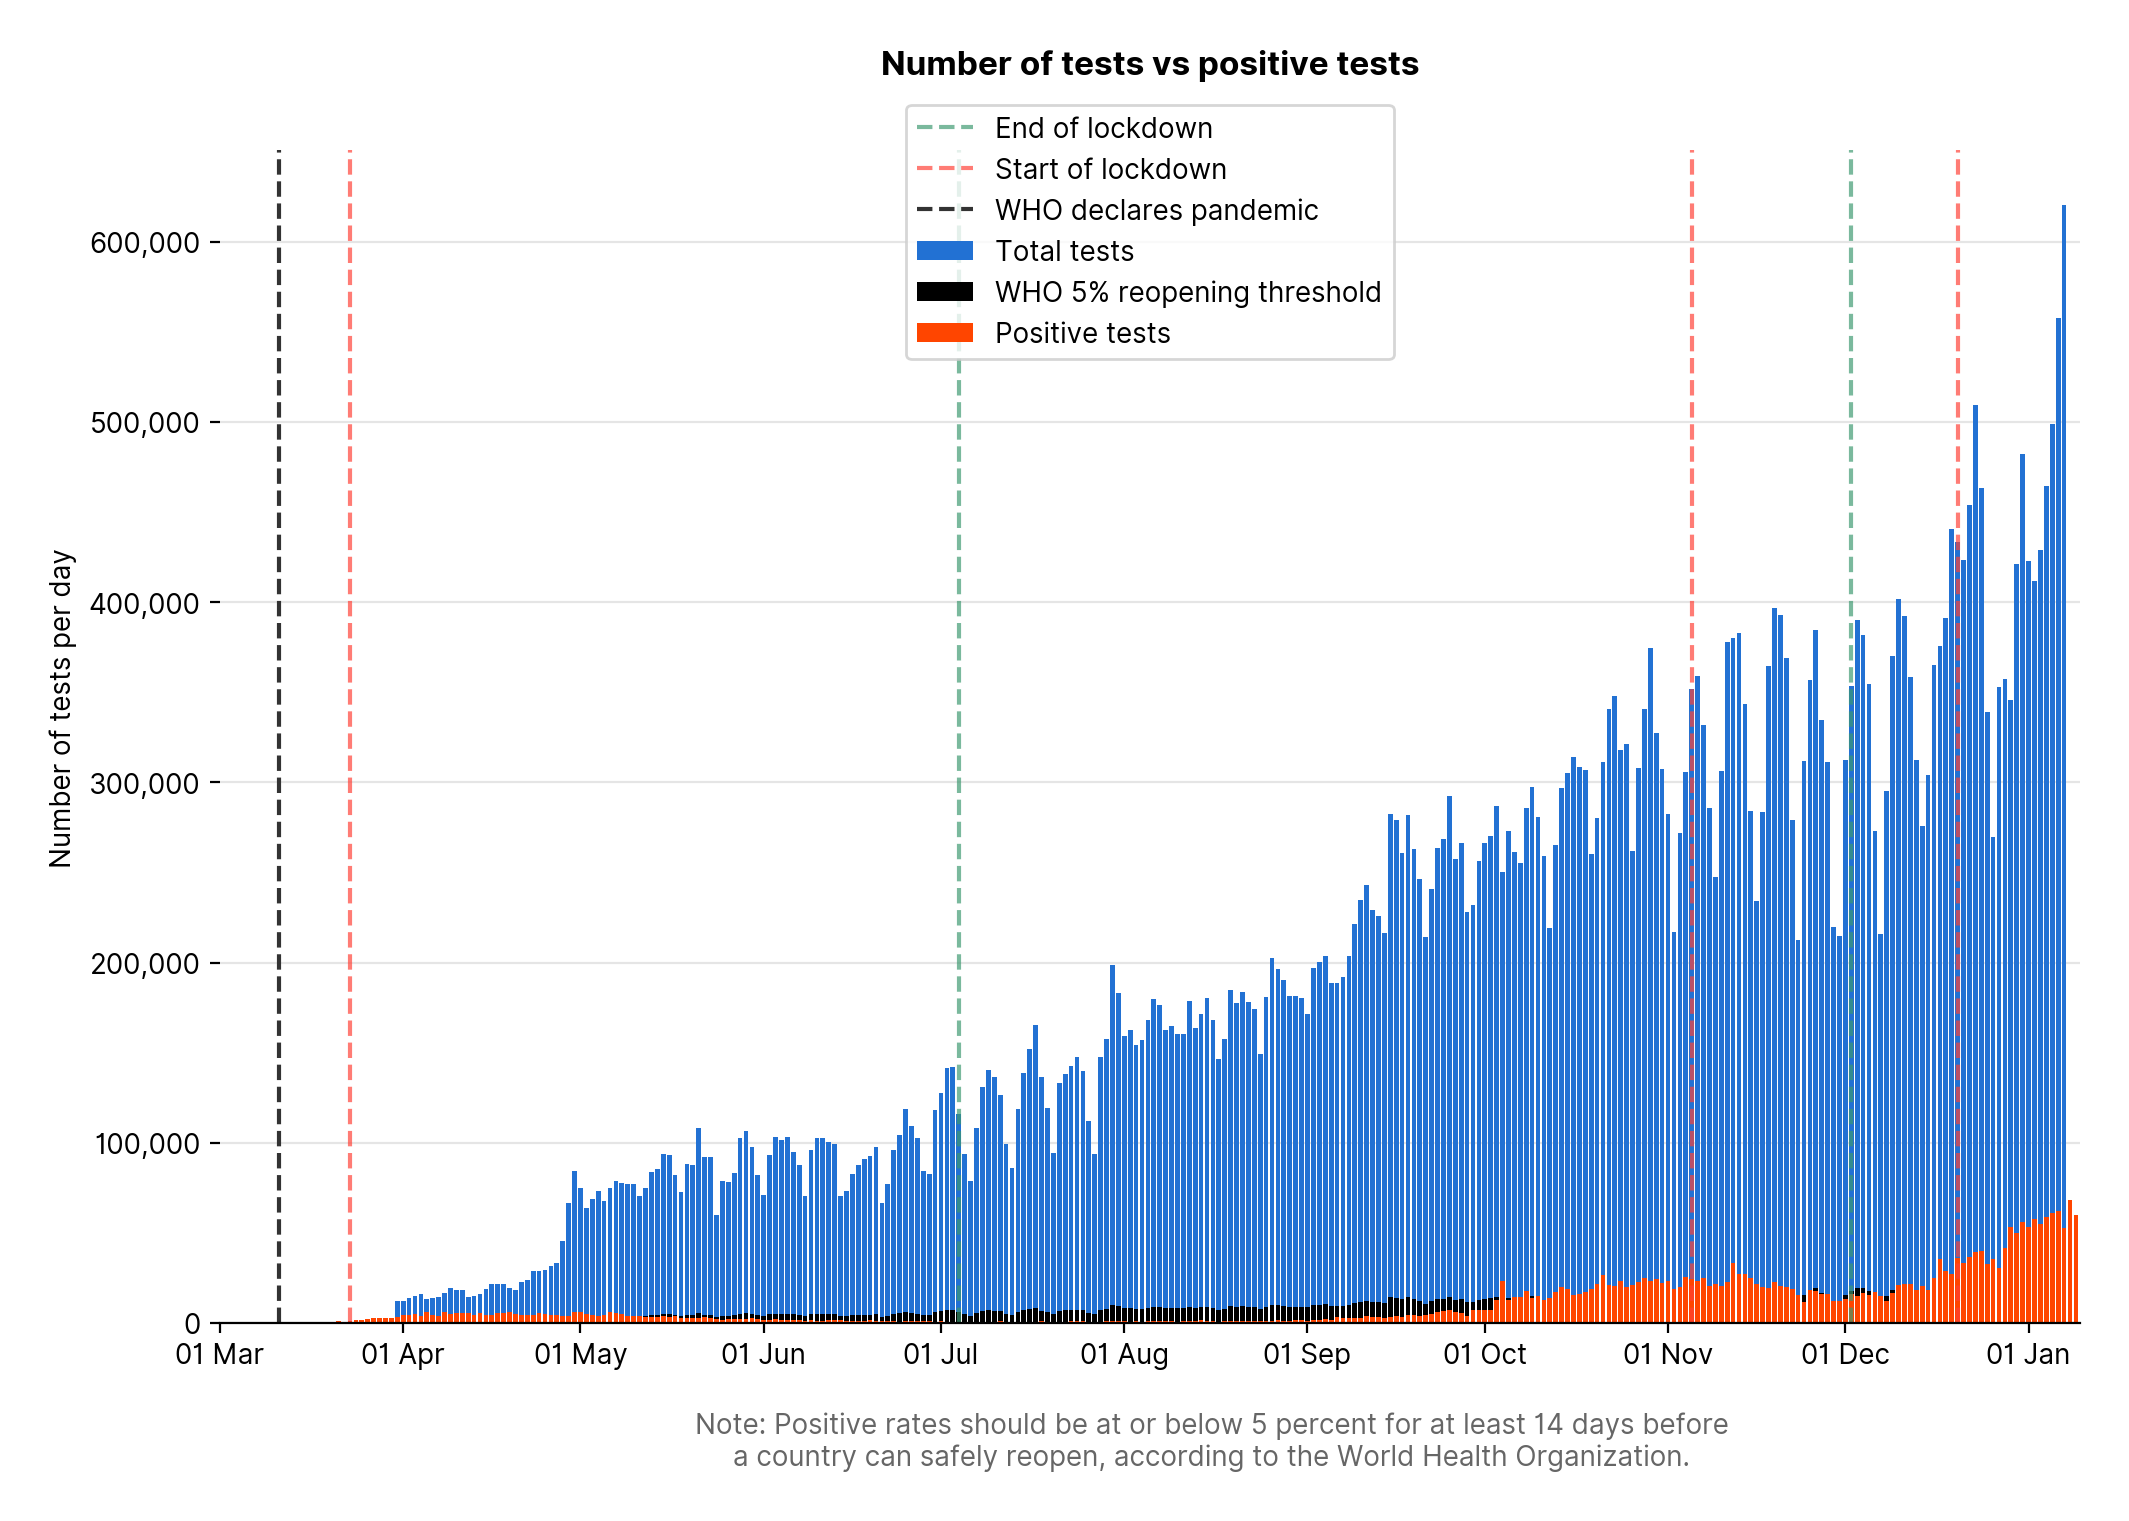 Number of tests vs positive tests
End of lockdown
Start of lockdown
WHO declares pandemic
Total tests
WHO 5% reopening threshold
Positive tests
Number of tests per day
600,000
500,000
400,000
300,000
200,000
100,000
0
01 Mar 01 Apr 01 May 01 Jun 01 Jul 01 Aug 01 Sep 01 Oct 01 Nov 01 Dec 01 Jan
Note: Positive rates should be at or below 5 percent for at least 14 days before
a country can safely reopen, according to the World Health Organization.